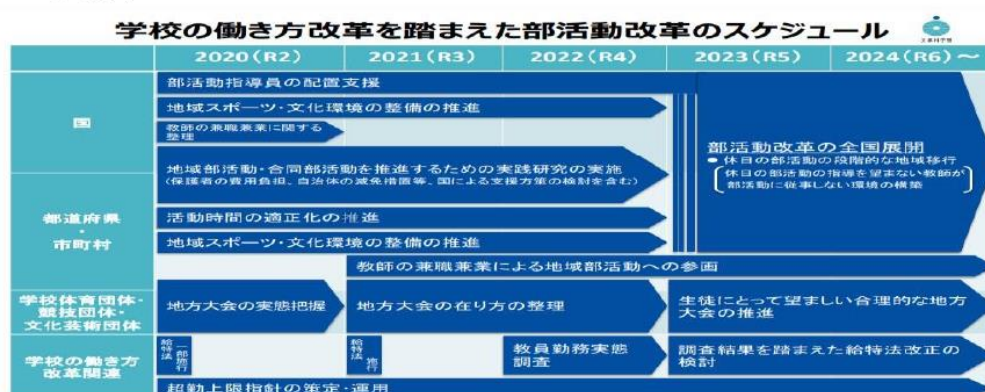 学校の働き方改革を踏まえた部活動改革のスケジュール
文部科学省
2020(R2)
2021(R3)
2022(R4)
2023(R5)
2024(R6)～
国
部活動指導員の配置支援
地域スポーツ・文化環境の整備の推進
教師の兼職兼業に関する
整理
地域部活動・合同部活動を推進するための実践研究の実施
(保護者の費用負担、自治体の減免措置等、国による支援方策の検討を含む)
部活動改革の全国展開
● 休日の部活動の段階的な地域移行
休日の部活動の指導を望まない教師が
部活動に従事しない環境の構築
都道府県
・
市町村
活動時間の適正化の推進
地域スポーツ・文化環境の整備の推進
教師の兼職兼業による地域部活動への参画
学校体育団体・
競技団体・
文化芸術団体
地方大会の実態把握
地方大会の在り方の整理
生徒にとって望ましい合理的な地方
大会の推進
学校の働き方
改革関連
給特法
一部施行
給特法
施行
教員勤務実態
調査
調査結果を踏まえた給特法改正の
検討
超勤上限指針の策定・運用